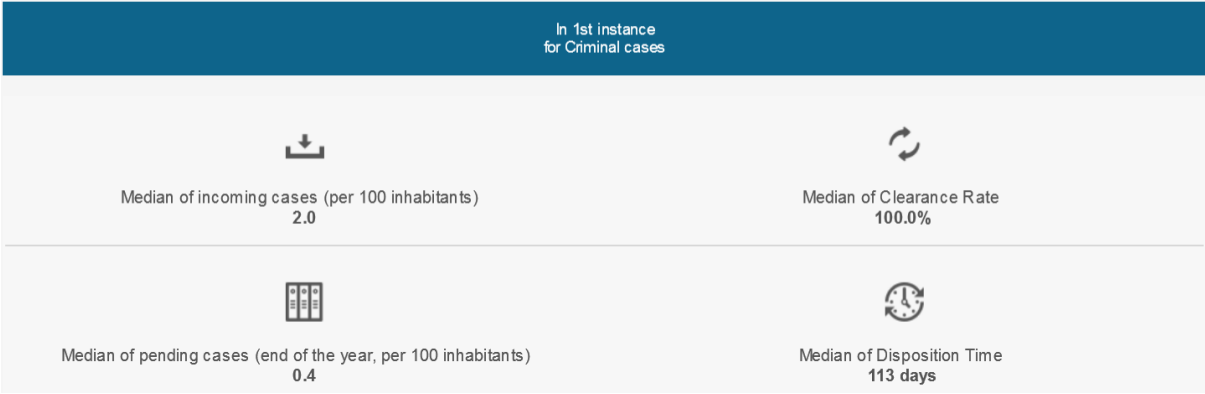 In 1st instance
for Criminal cases
Median of incoming cases (per 100 inhabitants)
2.0
Median of Clearance Rate
100.0%
Median of pending cases (end of the year, per 100 inhabitants)
0.4
Median of Disposition Time
113 days